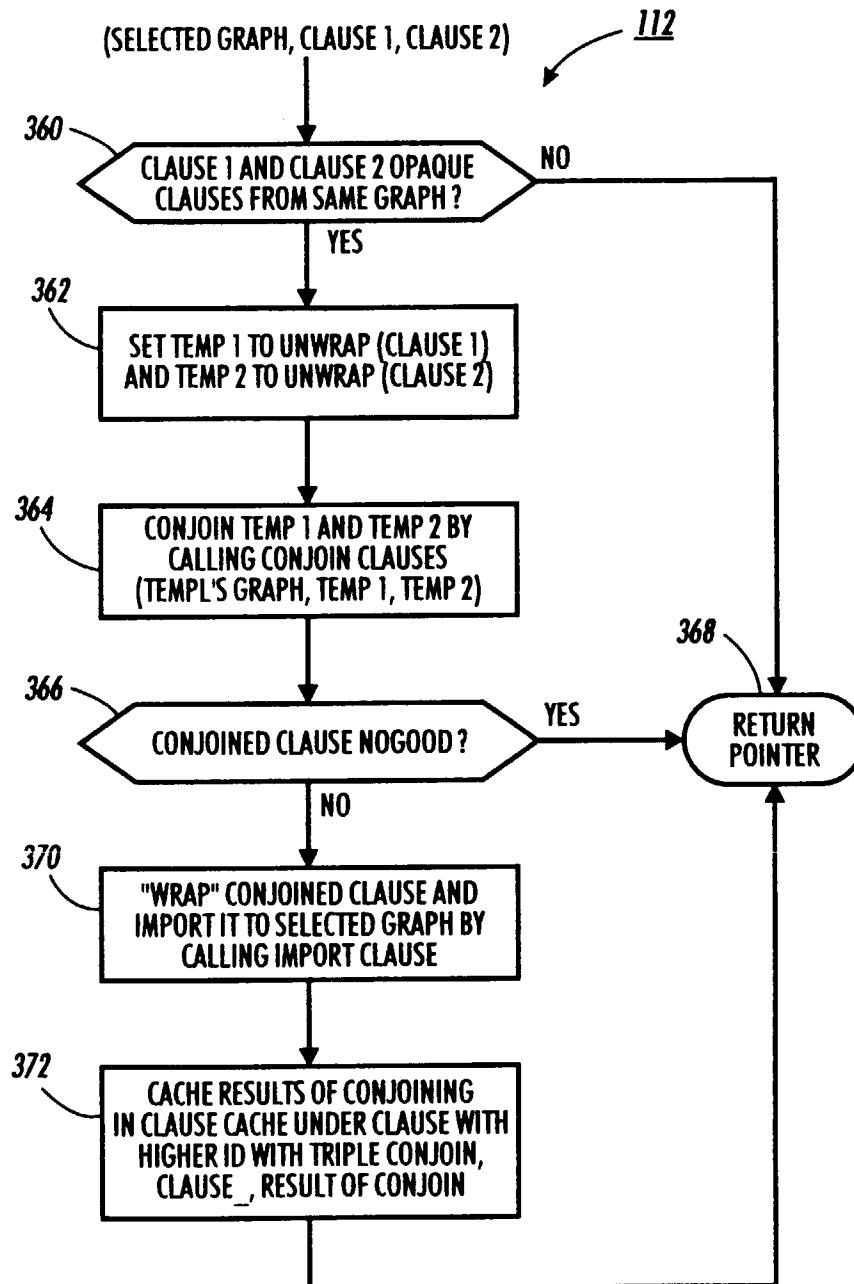 (SELECTED GRAPH, CLAUSE 1, CLAUSE 2)
112
360
CLAUSE 1 AND CLAUSE 2 OPAQUE
CLAUSES FROM SAME GRAPH ?
NO
YES
362
SET TEMP 1 TO UNWRAP (CLAUSE 1)
AND TEMP 2 TO UNWRAP (CLAUSE 2)
364
CONJOIN TEMP 1 AND TEMP 2 BY
CALLING CONJOIN CLAUSES
(TEMPL'S GRAPH, TEMP 1, TEMP 2)
366
CONJOINED CLAUSE NOGOOD ?
YES
368
RETURN
POINTER
NO
370
"WRAP" CONJOINED CLAUSE AND
IMPORT IT TO SELECTED GRAPH BY
CALLING IMPORT CLAUSE
372
CACHE RESULTS OF CONJOINING
IN CLAUSE CACHE UNDER CLAUSE WITH
HIGHER ID WITH TRIPLE CONJOIN,
CLAUSE_, RESULT OF CONJOIN